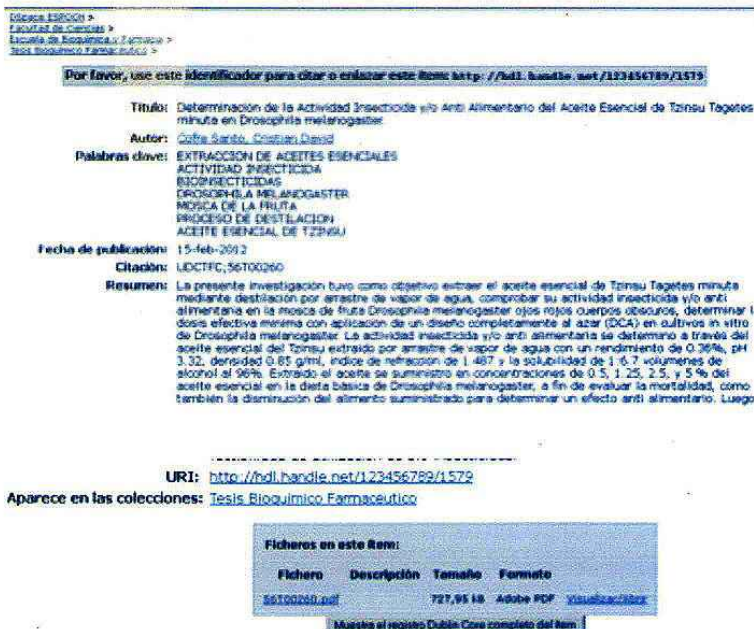 DSpace ESPOCH >
Facultad de Ciencias >
Escuela de Bioquímica y Farmacia >
Tesis Bioquímico Farmacéutico >
Por favor, use este identificador para citar o enlazar este ítem: http://hdl.handle.net/123456789/1579
Título: Determinación de la Actividad Insecticida y/o Anti Alimentario del Aceite Esencial de Tzinsu Tagetes
minuta en Drosophila melanogaster
Autor: Cofre Santo, Cristian David
Palabras clave: EXTRACCION DE ACEITES ESENCIALES
ACTIVIDAD INSECTICIDA
BIOINSECTICIDAS
DROSOPHILA MELANOGASTER
MOSCA DE LA FRUTA
PROCESO DE DESTILACION
ACEITE ESENCIAL DE TZINSU
Fecha de publicación: 15-feb-2012
Citación: UDCTFC;56T00260
Resumen: La presente investigación tuvo como objetivo extraer el aceite esencial de Tzinsu Tagetes minuta
mediante destilación por arrastre de vapor de agua, comprobar su actividad insecticida y/o anti
alimentaria en la mosca de fruta Drosophila melanogaster ojos rojos cuerpos obscuros, determinar l
dosis efectiva mínima con aplicación de un diseño completamente al azar (DCA) en cultivos in vitro
de Drosophila melanogaster. La actividad insecticida y/o anti alimentaria se determino a través del
aceite esencial del Tzinsu extraído por arrastre de vapor de agua con un rendimiento de 0.36%, pH
3.32, densidad 0.85 g/ml, índice de refracción de 1.487 y la solubilidad de 1:6.7 volúmenes de
alcohol al 96%. Extraído el aceite se suministro en concentraciones de 0.5, 1.25, 2.5, y 5 % del
aceite esencial en la dieta básica de Drosophila melanogaster, a fin de evaluar la mortalidad, como
también la disminución del alimento suministrado para determinar un efecto anti alimentario. Luego
URI: http://hdl.handle.net/123456789/1579
Aparece en las colecciones: Tesis Bioquímico Farmacéutico
Ficheros en este ítem:
Fichero Descripción Tamaño Formato
56T00260.pdf 727,95 kB Adobe PDF Visualizar/Abrir
Muestra el registro Dublin Core completo del ítem